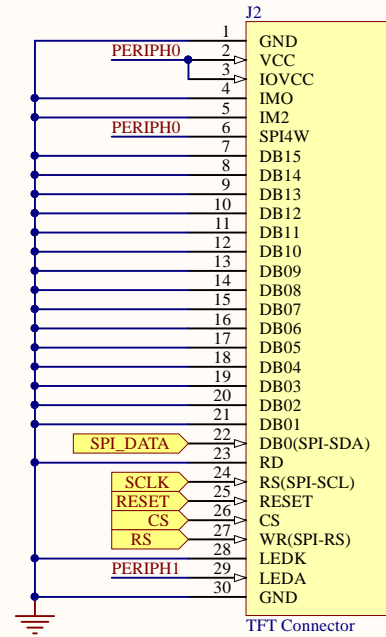 J2
1 GND
PERIPH0 2 VCC
3 IOVCC
4 IMO
5 IM2
PERIPH0 6 SPI4W
7 DB15
8 DB14
9 DB13
10 DB12
11 DB11
12 DB10
13 DB09
14 DB08
15 DB07
16 DB06
17 DB05
18 DB04
19 DB03
20 DB02
21 DB01
SPI_DATA 22 DB0(SPI-SDA)
23 RD
SCLK 24 RS(SPI-SCL)
RESET 25 RESET
CS 26 CS
RS 27 WR(SPI-RS)
28 LEDK
PERIPH1 29 LEDA
30 GND
TFT Connector